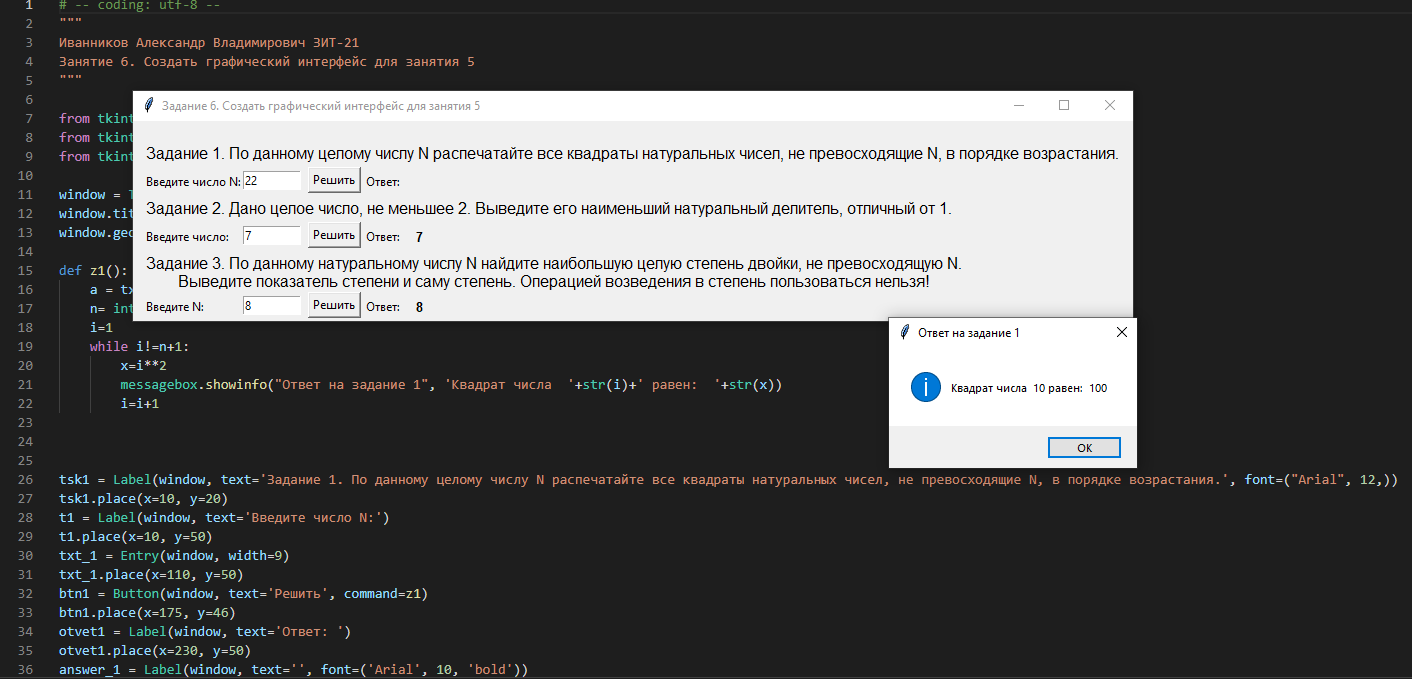 1 # -- coding: utf-8 --
2 """
3 Иванников Александр Владимирович ЗИТ-21
4 Занятие 6. Создать графический интерфейс для занятия 5
5 """
6
7 from tkint
8 from tkint
9 from tkint
10
11 window =
12 window.tit
13 window.geo
14
15 def z1():
16 a = tx
17 n= int
18 i=1
19 while i!=n+1:
20 x=i**2
21 messagebox.showinfo("Ответ на задание 1", 'Квадрат числа  '+str(i)+' равен:  '+str(x))
22 i=i+1
23
24
25
26 tsk1 = Label(window, text='Задание 1. По данному целому числу N распечатайте все квадраты натуральных чисел, не превосходящие N, в порядке возрастания.', font=("Arial", 12,))
27 tsk1.place(x=10, y=20)
28 t1 = Label(window, text='Введите число N:')
29 t1.place(x=10, y=50)
30 txt_1 = Entry(window, width=9)
31 txt_1.place(x=110, y=50)
32 btn1 = Button(window, text='Решить', command=z1)
33 btn1.place(x=175, y=46)
34 otvet1 = Label(window, text='Ответ: ')
35 otvet1.place(x=230, y=50)
36 answer_1 = Label(window, text='', font=('Arial', 10, 'bold'))
Задание 6. Создать графический интерфейс для занятия 5
Задание 1. По данному целому числу N распечатайте все квадраты натуральных чисел, не превосходящие N, в порядке возрастания.
Введите число N: 22 Решить Ответ:
Задание 2. Дано целое число, не меньшее 2. Выведите его наименьший натуральный делитель, отличный от 1.
Введите число: 7 Решить Ответ: 7
Задание 3. По данному натуральному числу N найдите наибольшую целую степень двойки, не превосходящую N.
Выведите показатель степени и саму степень. Операцией возведения в степень пользоваться нельзя!
Введите N: 8 Решить Ответ: 8
Ответ на задание 1
Квадрат числа  10 равен:  100
OK